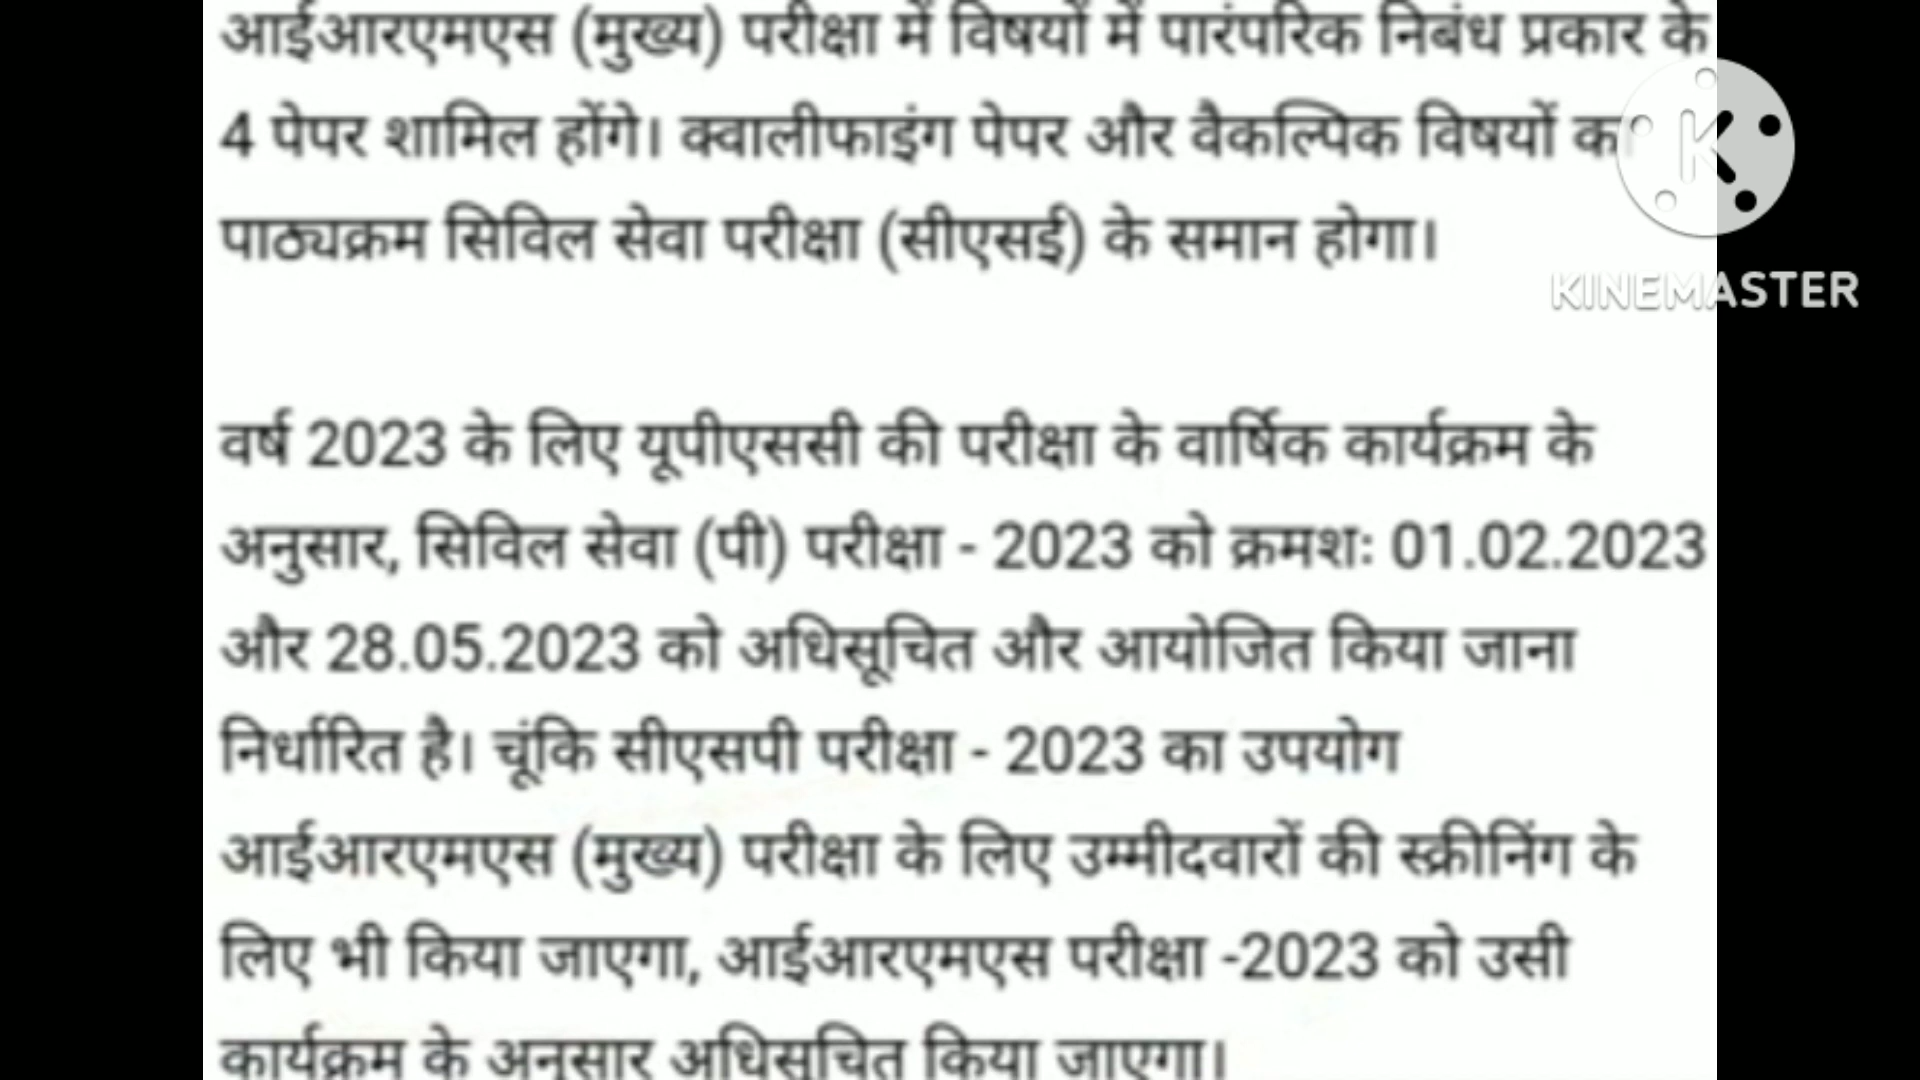 आईआरएमएस (मुख्य) परीक्षा में विषयों में पारंपरिक निबंध प्रकार के
4 पेपर शामिल होंगे। क्वालीफाइंग पेपर और वैकल्पिक विषयों का
पाठ्यक्रम सिविल सेवा परीक्षा (सीएसई) के समान होगा।
KINEMASTER
वर्ष 2023 के लिए यूपीएससी की परीक्षा के वार्षिक कार्यक्रम के
अनुसार, सिविल सेवा (पी) परीक्षा - 2023 को क्रमशः 01.02.2023
और 28.05.2023 को अधिसूचित और आयोजित किया जाना
निर्धारित है। चूंकि सीएसपी परीक्षा - 2023 का उपयोग
आईआरएमएस (मुख्य) परीक्षा के लिए उम्मीदवारों की स्क्रीनिंग के
लिए भी किया जाएगा, आईआरएमएस परीक्षा -2023 को उसी
कार्यक्रम के अनुसार अधिसूचित किया जाएगा।